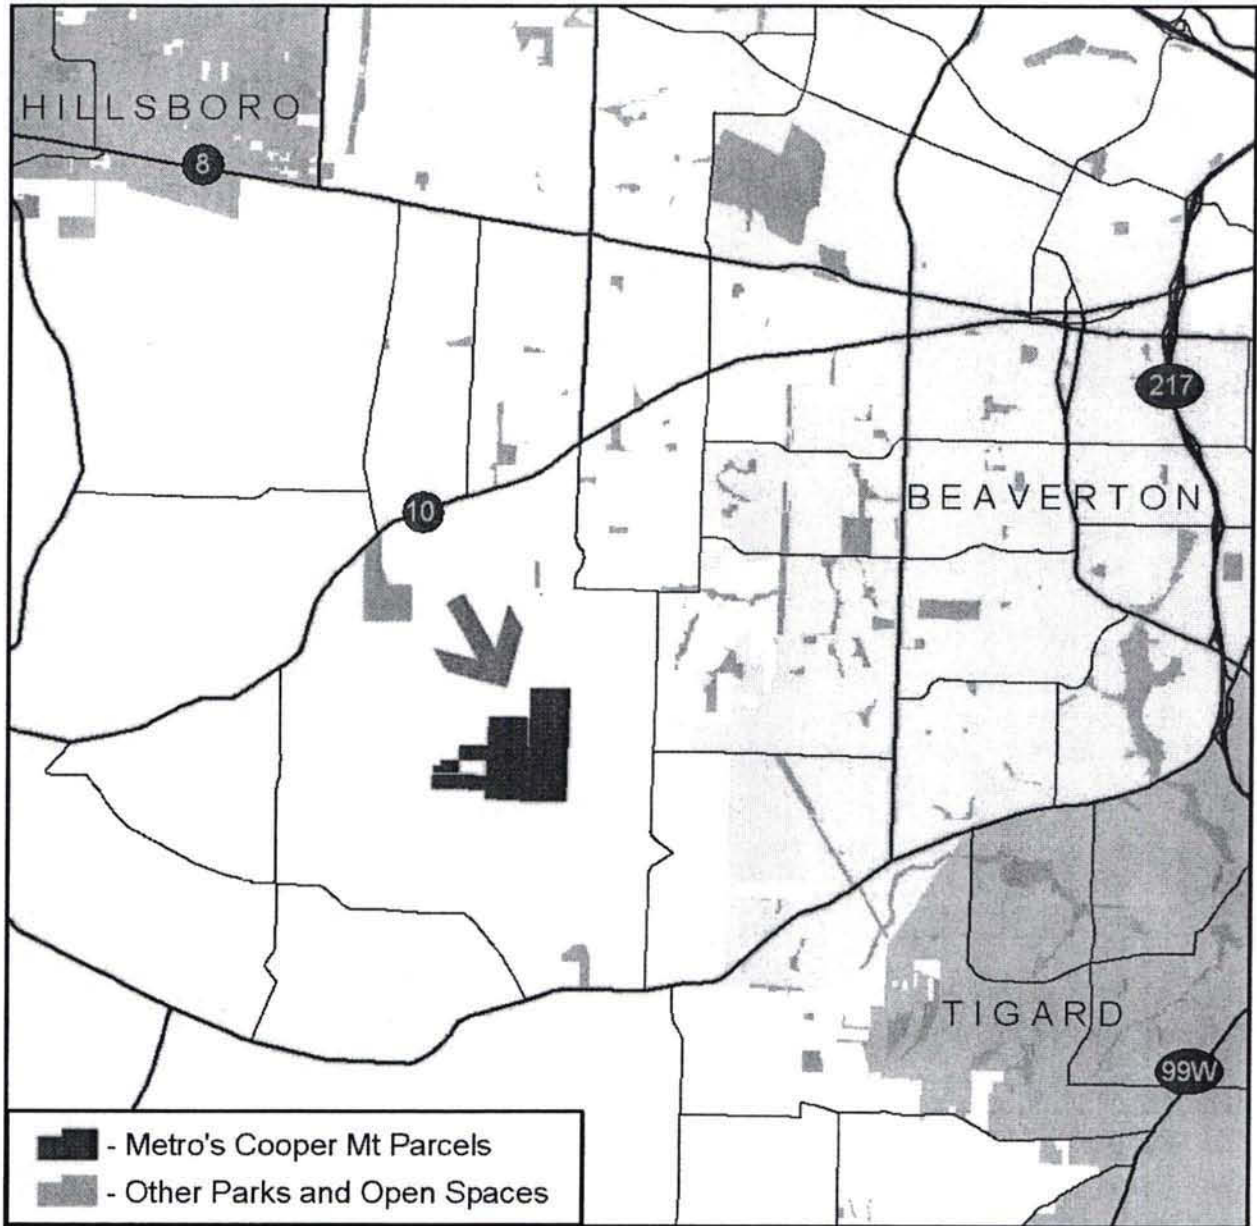 HILLSBORO
8
217
BEAVERTON
10
TIGARD
99W
- Metro's Cooper Mt Parcels
- Other Parks and Open Spaces